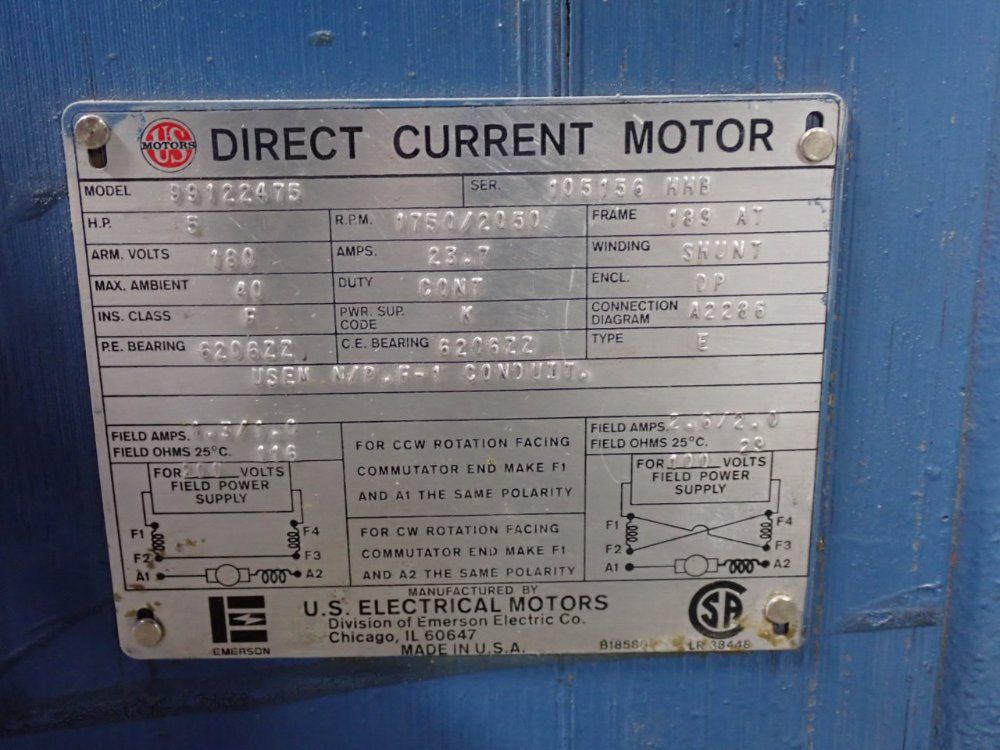 US MOTORS DIRECT CURRENT MOTOR
MODEL 99122475 SER. 105156 HHB
H.P. 5 R.P.M. 1750/2050 FRAME 189 AT
ARM. VOLTS 180 AMPS. 23.7 WINDING SHUNT
MAX. AMBIENT 40 DUTY CONT ENCL. DP
INS. CLASS F PWR. SUP. CODE K CONNECTION DIAGRAM A2286
P.E. BEARING 6206ZZ C.E. BEARING 6206ZZ TYPE E
USEM N/P. F-1 CONDUIT.
FIELD AMPS.
FIELD OHMS 25°C. 116
FOR 200 VOLTS
FIELD POWER
SUPPLY
F1 F4
F2 F3
A1 A2
FOR CCW ROTATION FACING
COMMUTATOR END MAKE F1
AND A1 THE SAME POLARITY
FOR CW ROTATION FACING
COMMUTATOR END MAKE F1
AND A2 THE SAME POLARITY
FIELD AMPS. 2.6/2.0
FIELD OHMS 25°C. 29
FOR 100 VOLTS
FIELD POWER
SUPPLY
F1 F4
F2 F3
A1 A2
MANUFACTURED BY
U.S. ELECTRICAL MOTORS
Division of Emerson Electric Co.
Chicago, IL 60647
MADE IN U.S.A.
EMERSON
CSA
LR 38448